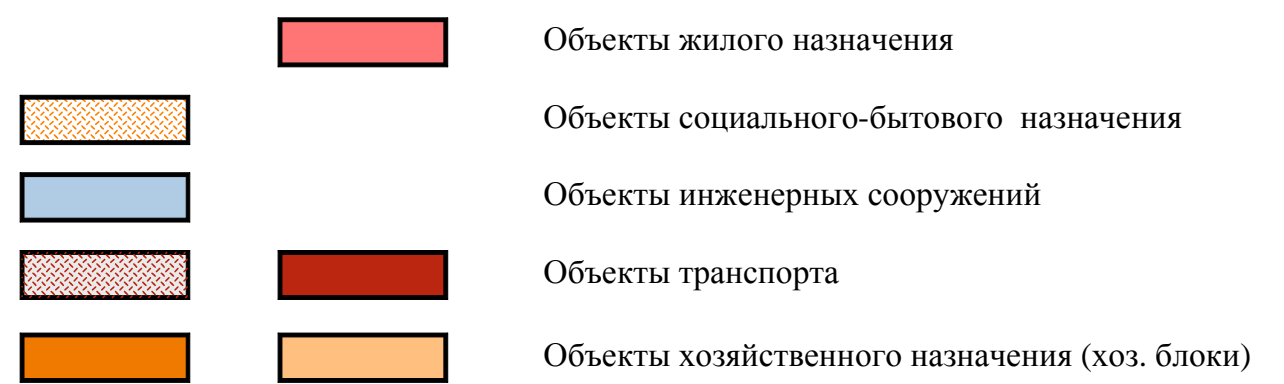 Объекты жилого назначения
Объекты социального-бытового назначения
Объекты инженерных сооружений
Объекты транспорта
Объекты хозяйственного назначения (хоз. блоки)